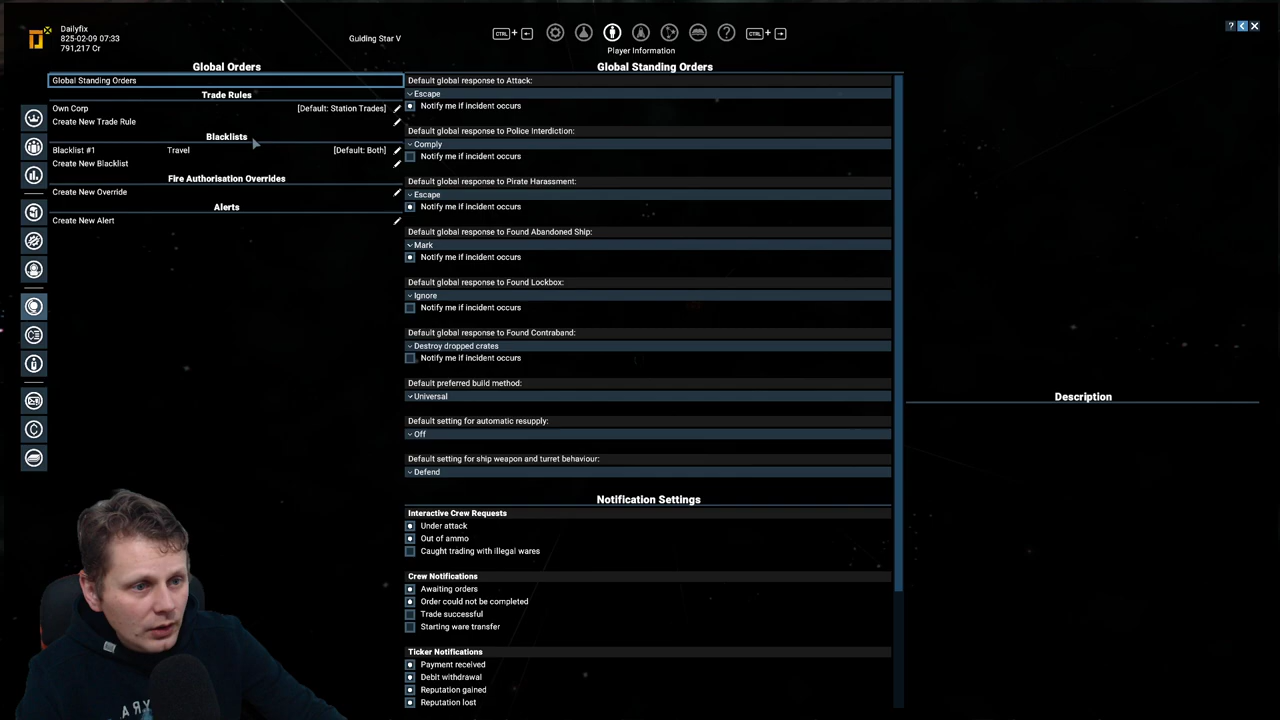 Dailyfix
825-02-09 07:33
791,217 Cr
Guiding Star V
CTRL + ←
CTRL + →
Player Information
?
Global Orders
Global Standing Orders
Trade Rules
Own Corp [Default: Station Trades]
Create New Trade Rule
Blacklists
Blacklist #1 Travel [Default: Both]
Create New Blacklist
Fire Authorisation Overrides
Create New Override
Alerts
Create New Alert
Global Standing Orders
Default global response to Attack:
Escape
Notify me if incident occurs
Default global response to Police Interdiction:
Comply
Notify me if incident occurs
Default global response to Pirate Harassment:
Escape
Notify me if incident occurs
Default global response to Found Abandoned Ship:
Mark
Notify me if incident occurs
Default global response to Found Lockbox:
Ignore
Notify me if incident occurs
Default global response to Found Contraband:
Destroy dropped crates
Notify me if incident occurs
Default preferred build method:
Universal
Default setting for automatic resupply:
Off
Default setting for ship weapon and turret behaviour:
Defend
Notification Settings
Interactive Crew Requests
Under attack
Out of ammo
Caught trading with illegal wares
Crew Notifications
Awaiting orders
Order could not be completed
Trade successful
Starting ware transfer
Ticker Notifications
Payment received
Debit withdrawal
Reputation gained
Reputation lost
Description